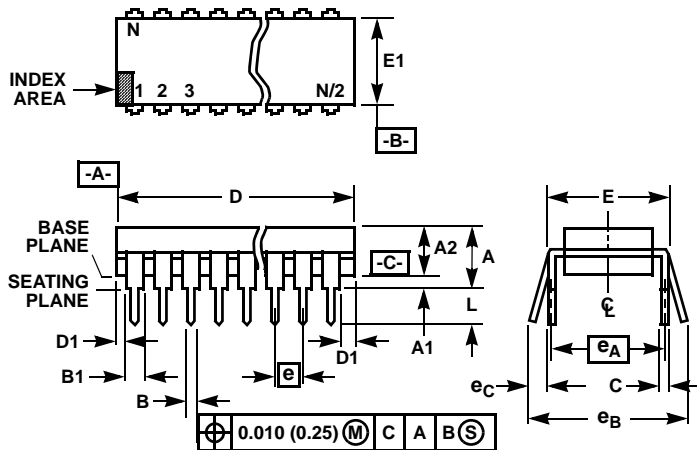 N
E1
INDEX
AREA
1 2 3 N/2
-B-
-A-
D
E
BASE
PLANE
A2
A
-C-
SEATING
PLANE
L
C
L
D1
A1
D1
eA
B1
e
eC
C
B
eB
0.010 (0.25) M C A B S